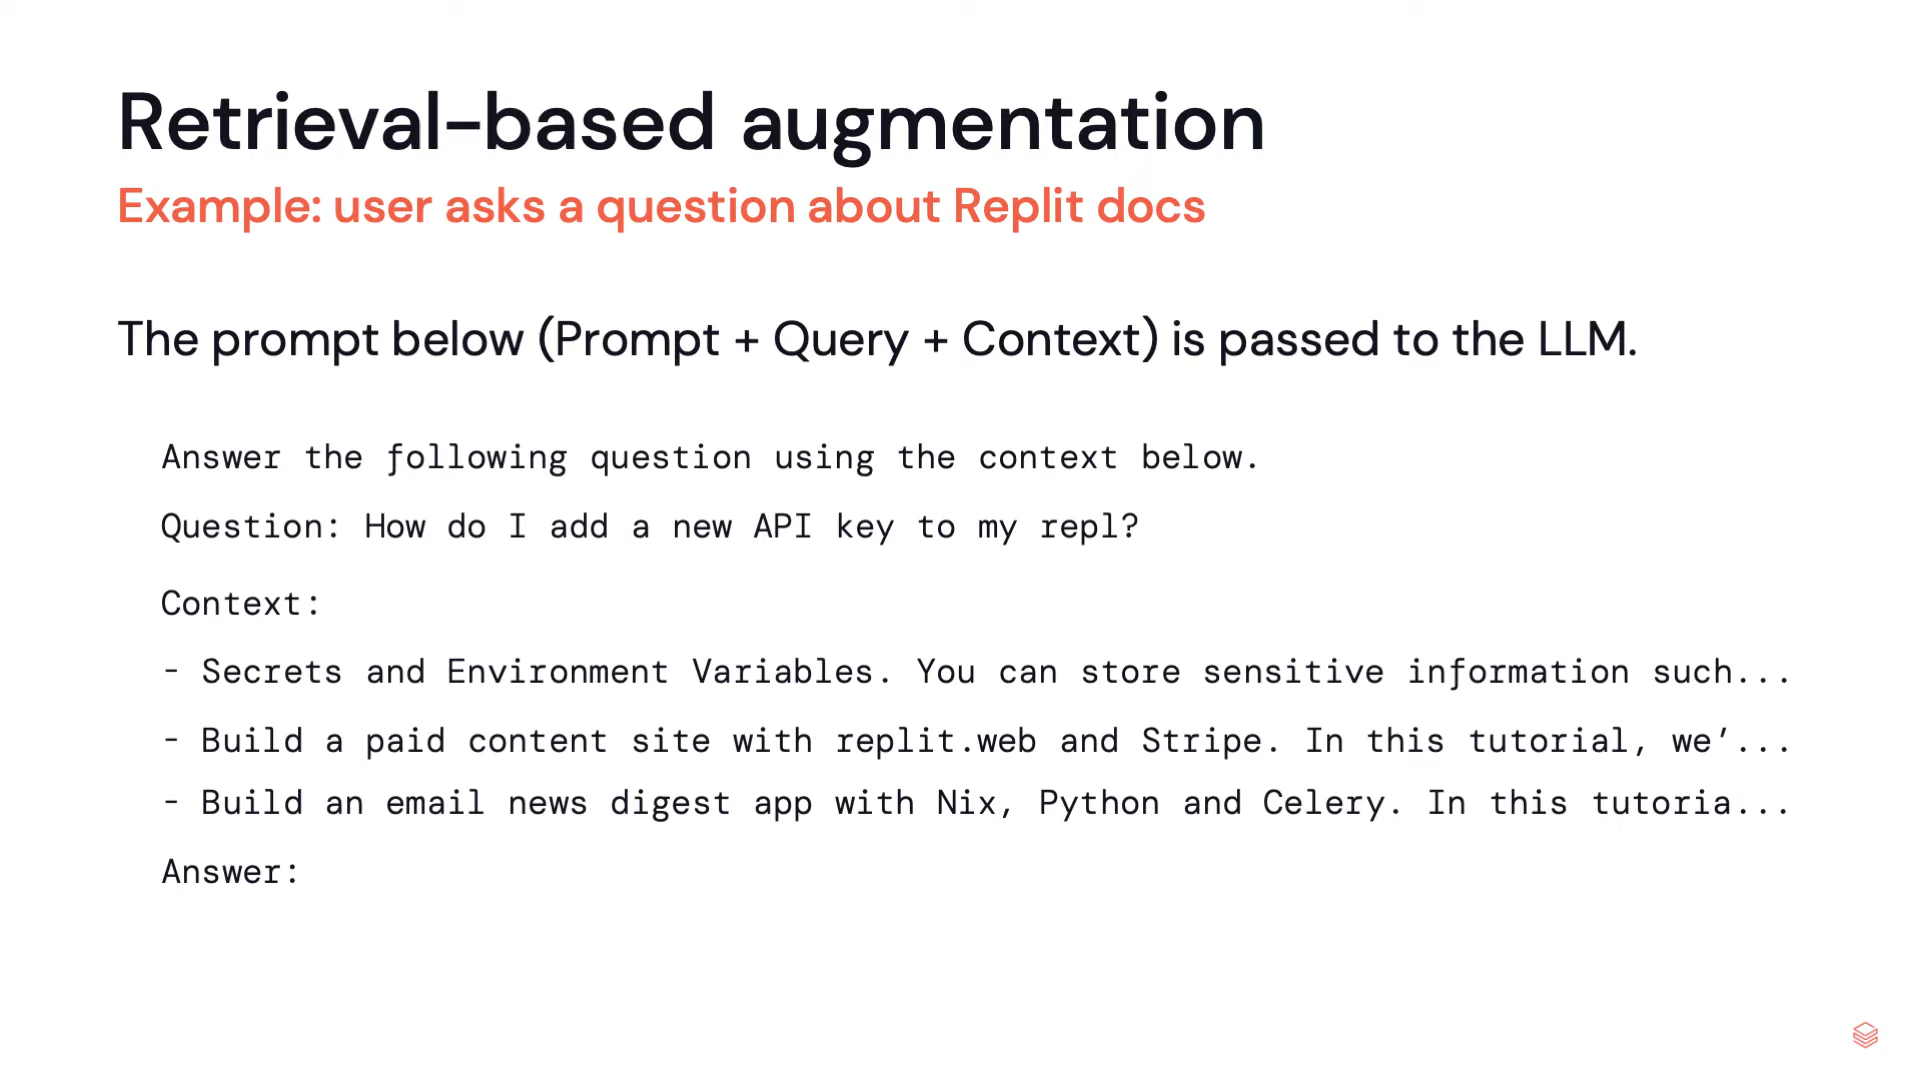 Retrieval-based augmentation
Example: user asks a question about Replit docs
The prompt below (Prompt + Query + Context) is passed to the LLM.
Answer the following question using the context below.
Question: How do I add a new API key to my repl?
Context:
- Secrets and Environment Variables. You can store sensitive information such...
- Build a paid content site with replit.web and Stripe. In this tutorial, we’...
- Build an email news digest app with Nix, Python and Celery. In this tutoria...
Answer: